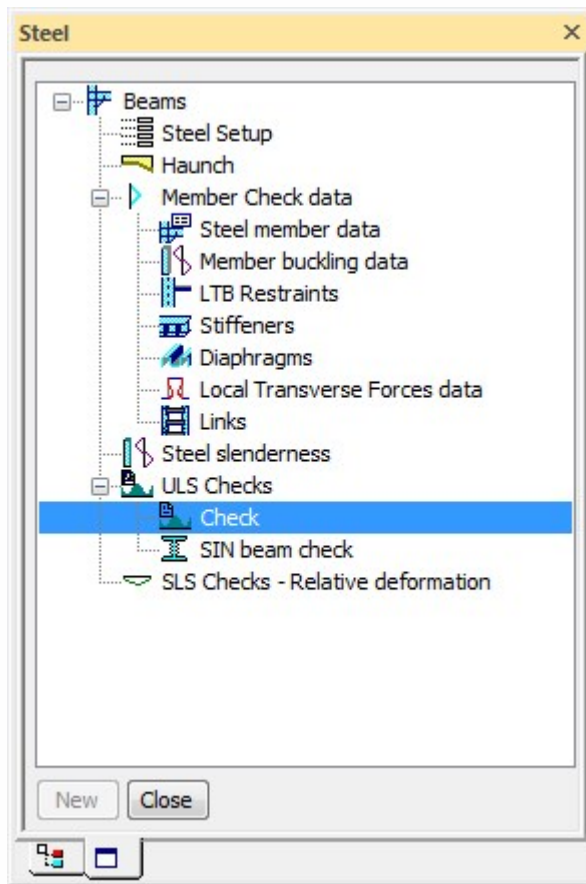 Steel
Beams
Steel Setup
Haunch
Member Check data
Steel member data
Member buckling data
LTB Restraints
Stiffeners
Diaphragms
Local Transverse Forces data
Links
Steel slenderness
ULS Checks
Check
SIN beam check
SLS Checks - Relative deformation
New Close